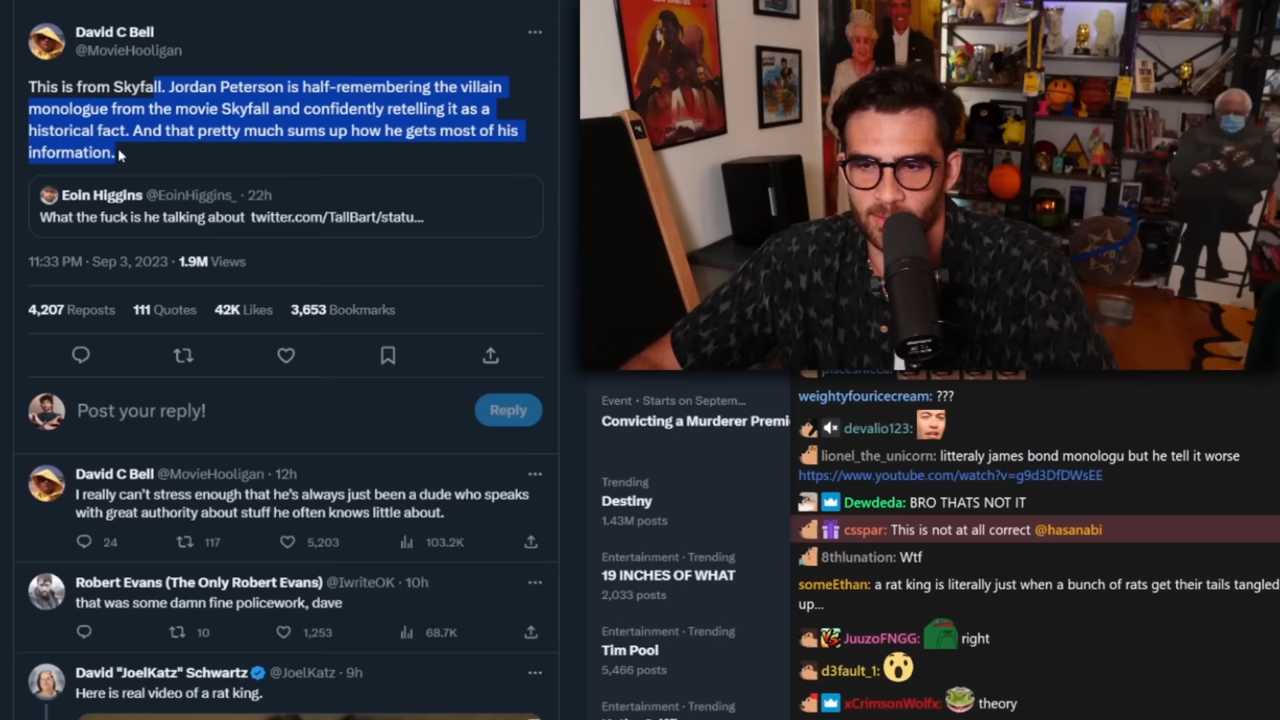 David C Bell
@MovieHooligan
This is from Skyfall. Jordan Peterson is half-remembering the villain
monologue from the movie Skyfall and confidently retelling it as a
historical fact. And that pretty much sums up how he gets most of his
information.
Eoin Higgins @EoinHiggins_ · 22h
What the fuck is he talking about twitter.com/TallBart/statu...
11:33 PM · Sep 3, 2023 · 1.9M Views
4,207 Reposts 111 Quotes 42K Likes 3,653 Bookmarks
Post your reply!
Reply
David C Bell @MovieHooligan · 12h
I really can't stress enough that he's always just been a dude who speaks
with great authority about stuff he often knows little about.
24 117 5,203 103.2K
Robert Evans (The Only Robert Evans) @IwriteOK · 10h
that was some damn fine policework, dave
10 1,253 68.7K
David "JoelKatz" Schwartz @JoelKatz · 9h
Here is real video of a rat king.
Event · Starts on Septem...
Convicting a Murderer Premi
Trending
Destiny
1.43M posts
Entertainment · Trending
19 INCHES OF WHAT
2,033 posts
Entertainment · Trending
Tim Pool
5,466 posts
weightyfouricecream: ???
devalio123:
lionel_the_unicorn: litteraly james bond monologu but he tell it worse
https://www.youtube.com/watch?v=g9d3DfDWsEE
Dewdeda: BRO THATS NOT IT
csspar: This is not at all correct @hasanabi
8thlunation: Wtf
someEthan: a rat king is literally just when a bunch of rats get their tails tangled
up...
JuuzoFNGG: right
d3fault_1:
xCrimsonWolfx: theory